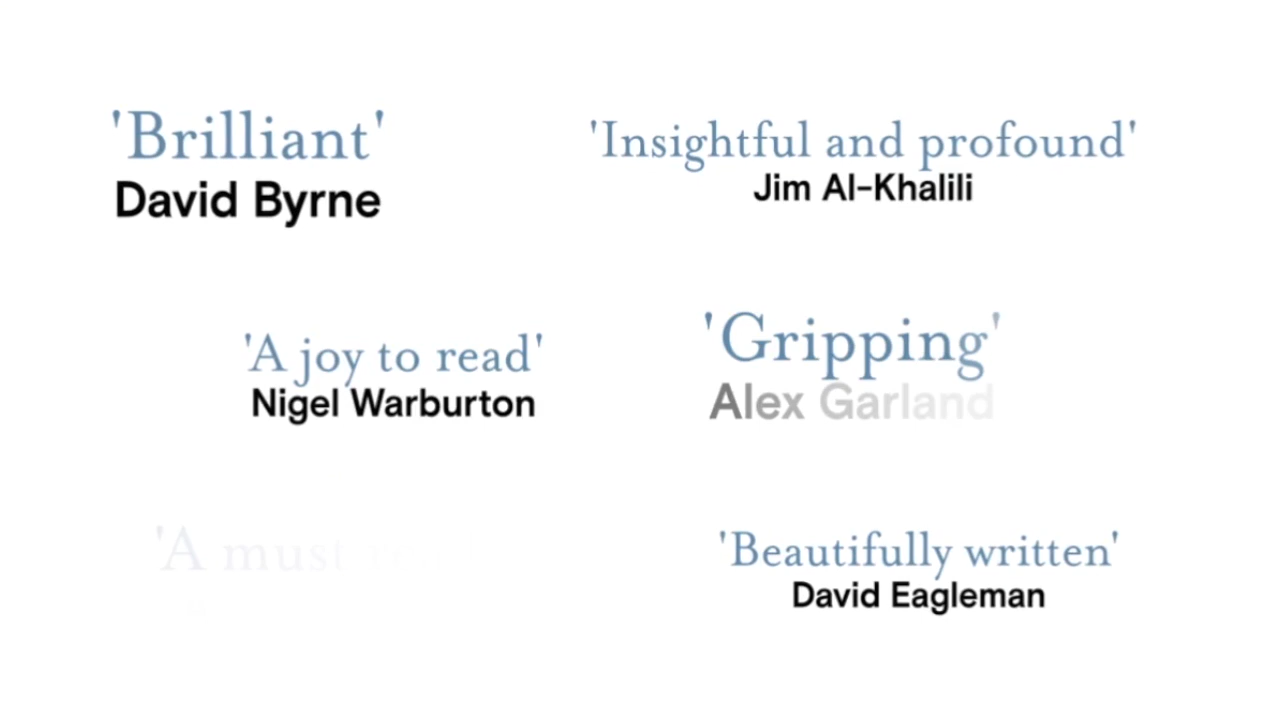 'Brilliant'
David Byrne
'Insightful and profound'
Jim Al-Khalili
'A joy to read'
Nigel Warburton
'Gripping'
Alex Garland
'A must
'Beautifully written'
David Eagleman